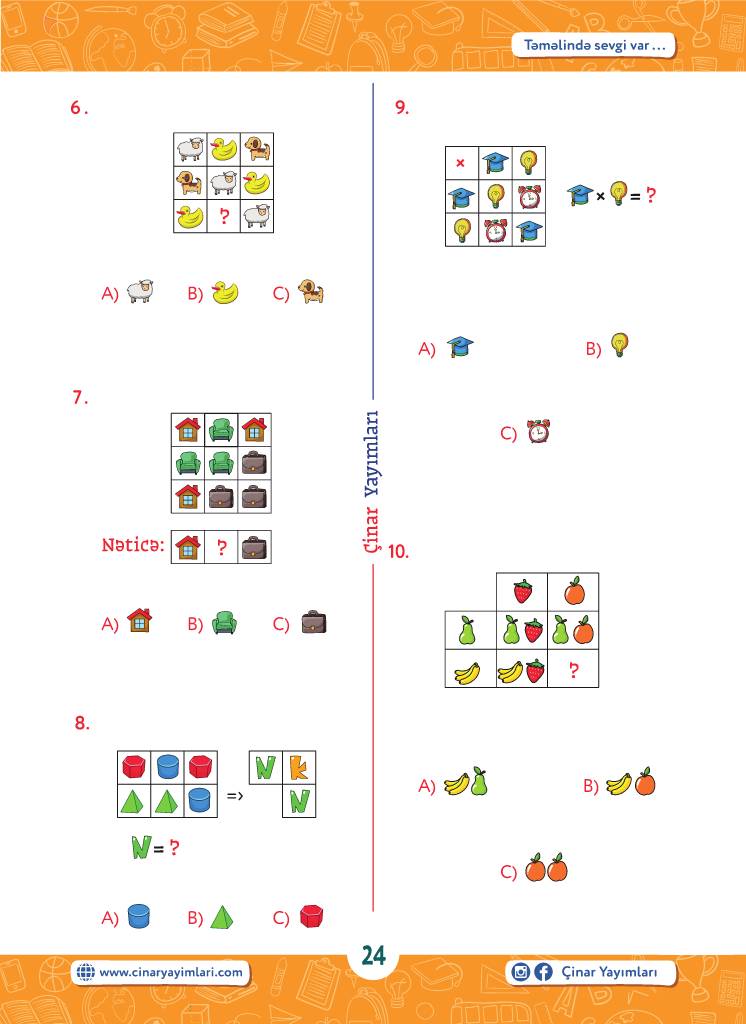 Təməlində sevgi var ...
6 .
?
A)
B)
C)
7 .
Nəticə:
?
A)
B)
C)
8.
N K
=> 
N
N = ?
A)
B)
C)
9.
×
× = ?
A)
B)
C)
10.
?
A)
B)
C)
Çinar Yayımları
24
www.cinaryayimlari.com
Çinar Yayımları